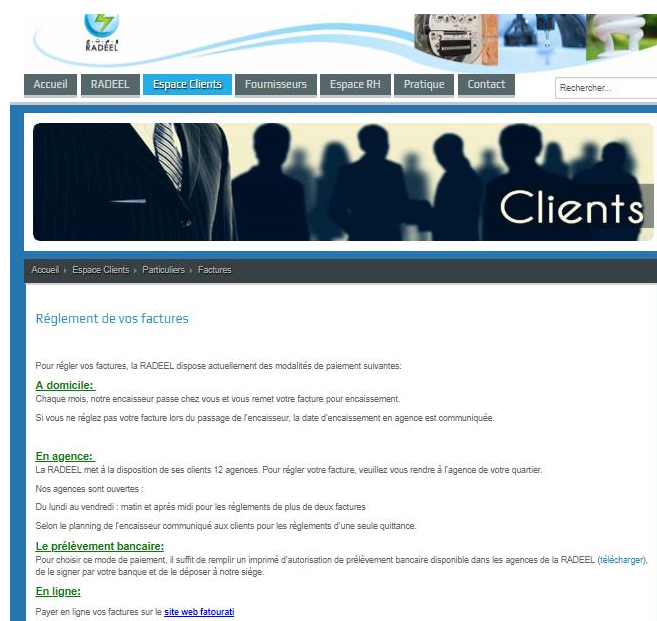 RADEEL
Accueil RADEEL Espace Clients Fournisseurs Espace RH Pratique Contact
Rechercher...
Clients
Accueil Espace Clients Particuliers Factures
Réglement de vos factures
Pour régler vos factures, la RADEEL dispose actuellement des modalités de paiement suivantes:
A domicile:
Chaque mois, notre encaisseur passe chez vous et vous remet votre facture pour encaissement.
Si vous ne réglez pas votre facture lors du passage de l'encaisseur, la date d'encaissement en agence est communiquée.
En agence:
La RADEEL met à la disposition de ses clients 12 agences. Pour régler votre facture, veuillez vous rendre à l'agence de votre quartier.
Nos agences sont ouvertes :
Du lundi au vendredi : matin et après midi pour les règlements de plus de deux factures
Selon le planning de l'encaisseur communiqué aux clients pour les règlements d'une seule quittance.
Le prélèvement bancaire:
Pour choisir ce mode de paiement, il suffit de remplir un imprimé d'autorisation de prélèvement bancaire disponible dans les agences de la RADEEL (télécharger),
de le signer par votre banque et de le déposer à notre siège.
En ligne:
Payer en ligne vos factures sur le site web fatourati